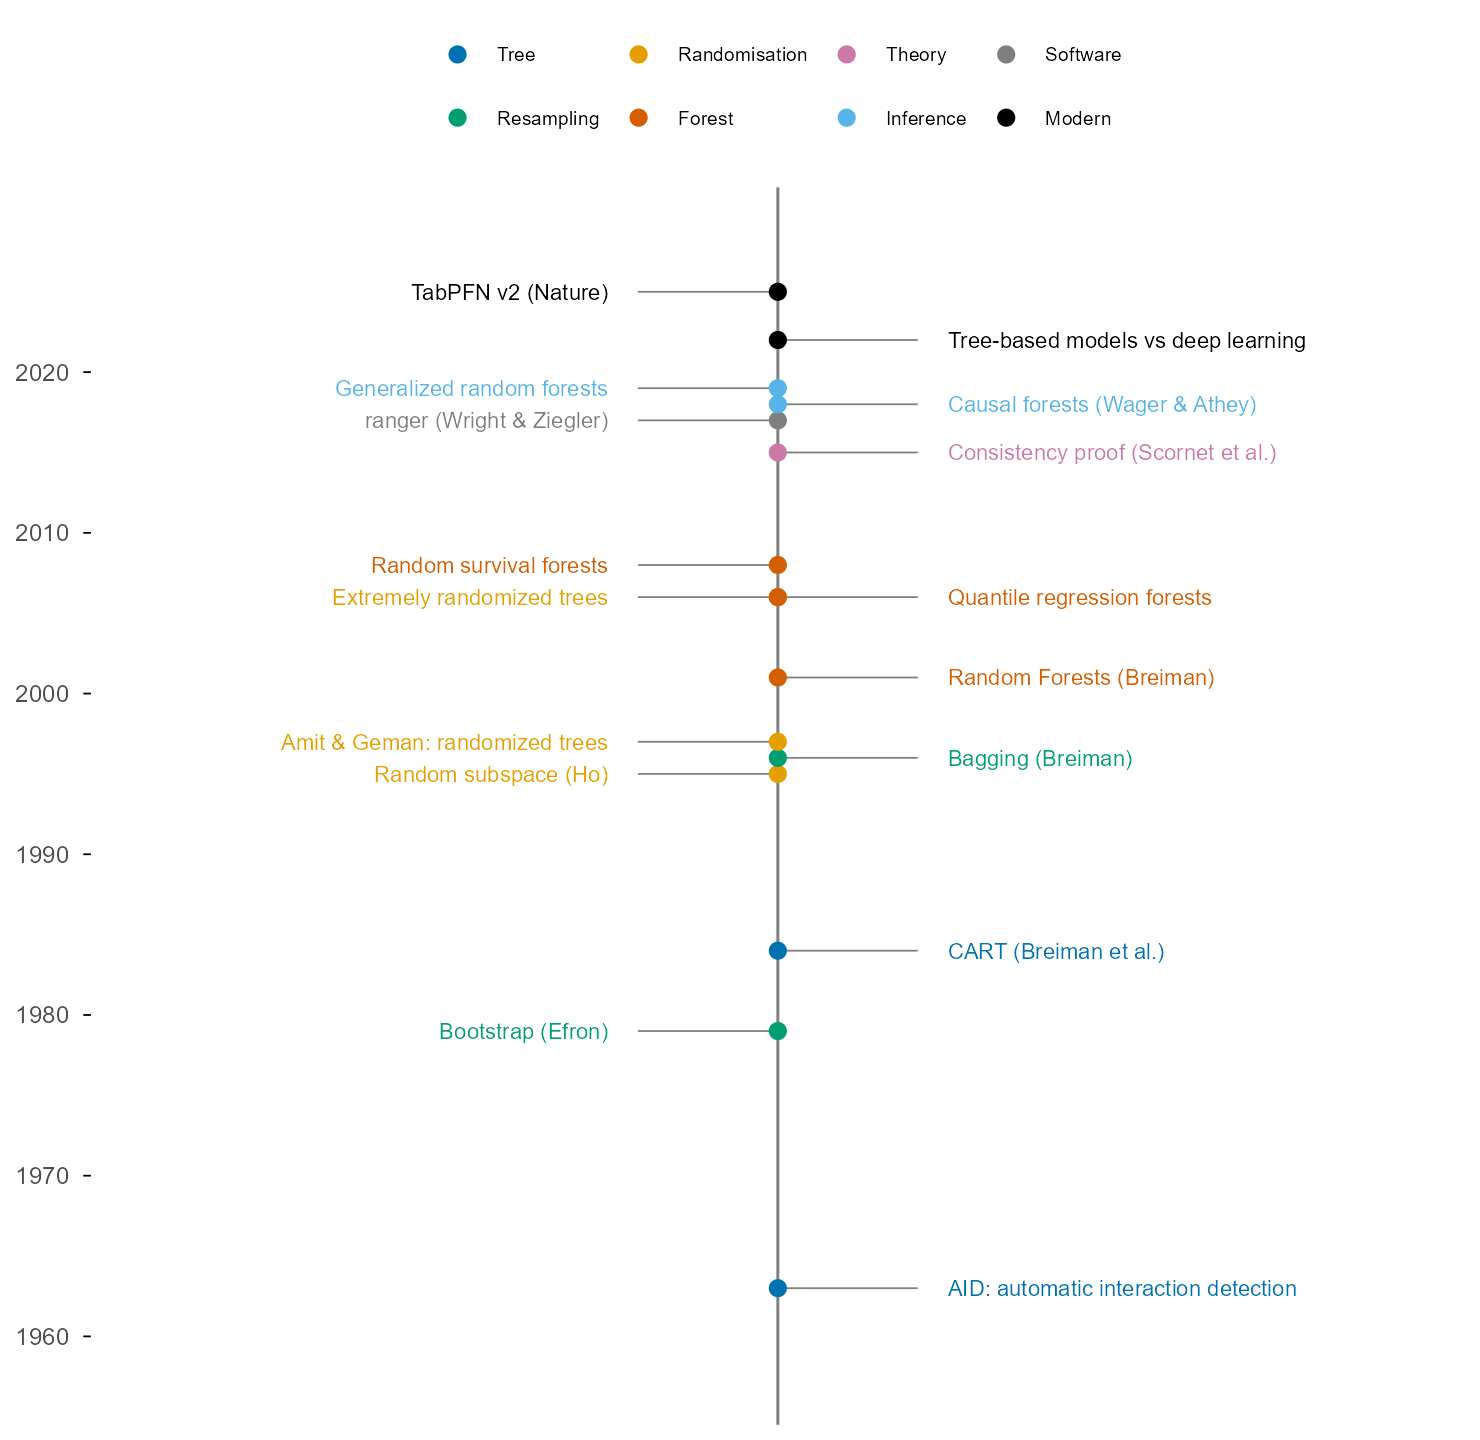 Tree
Randomisation
Theory
Software
Resampling
Forest
Inference
Modern
TabPFN v2 (Nature)
Tree-based models vs deep learning
2020
Generalized random forests
Causal forests (Wager & Athey)
ranger (Wright & Ziegler)
Consistency proof (Scornet et al.)
2010
Random survival forests
Extremely randomized trees
Quantile regression forests
Random Forests (Breiman)
2000
Amit & Geman: randomized trees
Bagging (Breiman)
Random subspace (Ho)
1990
CART (Breiman et al.)
1980
Bootstrap (Efron)
1970
AID: automatic interaction detection
1960